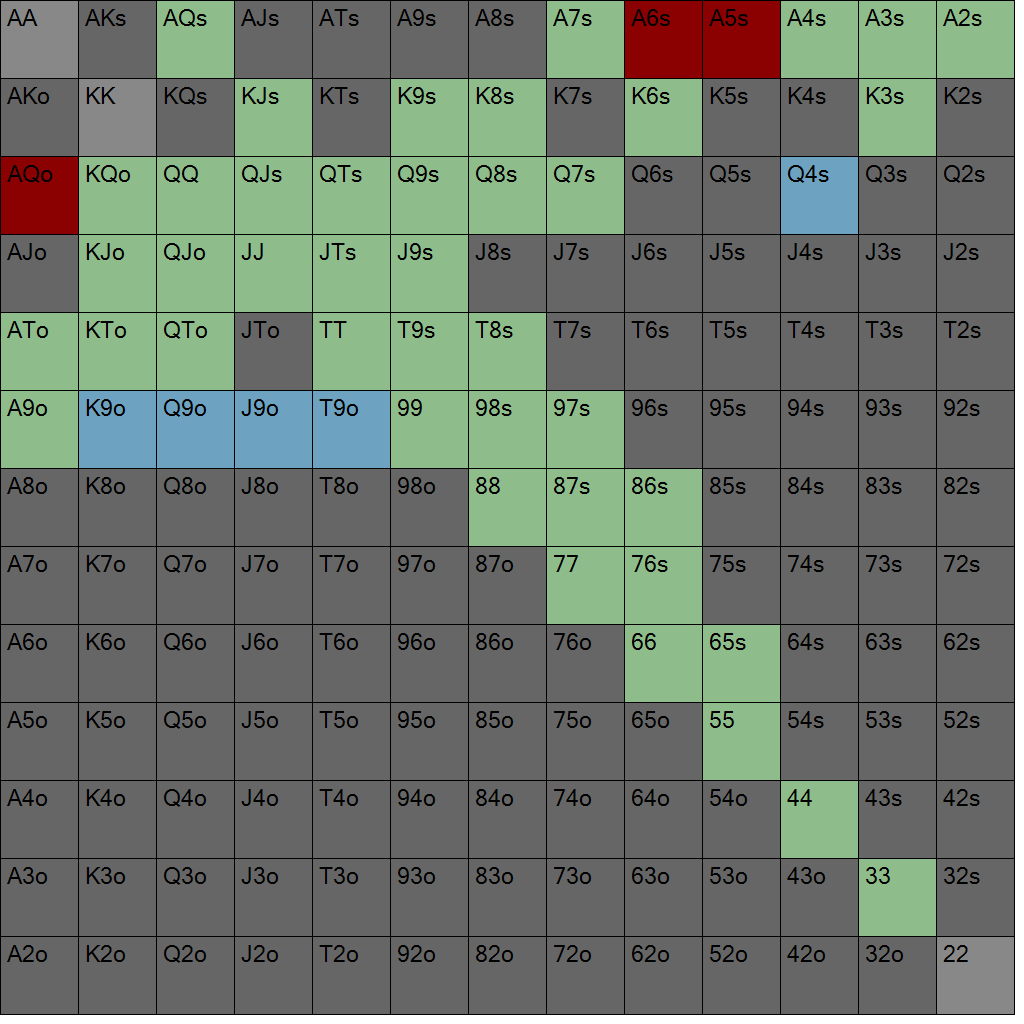 AA AKs AQs AJs ATs A9s A8s A7s A6s A5s A4s A3s A2s
AKo KK KQs KJs KTs K9s K8s K7s K6s K5s K4s K3s K2s
AQo KQo QQ QJs QTs Q9s Q8s Q7s Q6s Q5s Q4s Q3s Q2s
AJo KJo QJo JJ JTs J9s J8s J7s J6s J5s J4s J3s J2s
ATo KTo QTo JTo TT T9s T8s T7s T6s T5s T4s T3s T2s
A9o K9o Q9o J9o T9o 99 98s 97s 96s 95s 94s 93s 92s
A8o K8o Q8o J8o T8o 98o 88 87s 86s 85s 84s 83s 82s
A7o K7o Q7o J7o T7o 97o 87o 77 76s 75s 74s 73s 72s
A6o K6o Q6o J6o T6o 96o 86o 76o 66 65s 64s 63s 62s
A5o K5o Q5o J5o T5o 95o 85o 75o 65o 55 54s 53s 52s
A4o K4o Q4o J4o T4o 94o 84o 74o 64o 54o 44 43s 42s
A3o K3o Q3o J3o T3o 93o 83o 73o 63o 53o 43o 33 32s
A2o K2o Q2o J2o T2o 92o 82o 72o 62o 52o 42o 32o 22